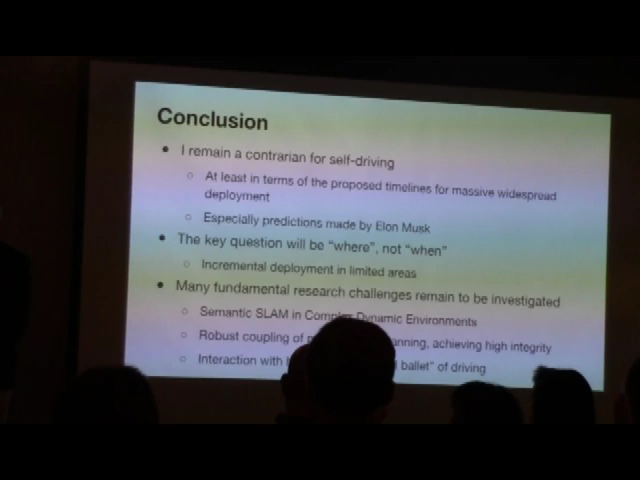 Conclusion
• I remain a contrarian for self-driving
○ At least in terms of the proposed timelines for massive widespread
deployment
○ Especially predictions made by Elon Musk
• The key question will be “where”, not “when”
○ Incremental deployment in limited areas
• Many fundamental research challenges remain to be investigated
○ Semantic SLAM in Dynamic Environments
○ Robust coupling of achieving high integrity
○ Interaction with ballet” of driving